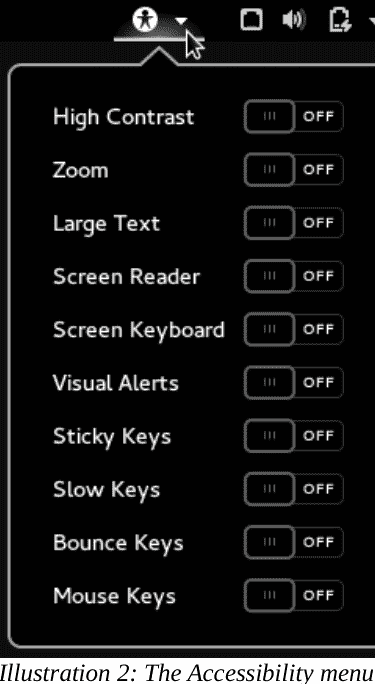 High Contrast OFF
Zoom OFF
Large Text OFF
Screen Reader OFF
Screen Keyboard OFF
Visual Alerts OFF
Sticky Keys OFF
Slow Keys OFF
Bounce Keys OFF
Mouse Keys OFF
Illustration 2: The Accessibility menu